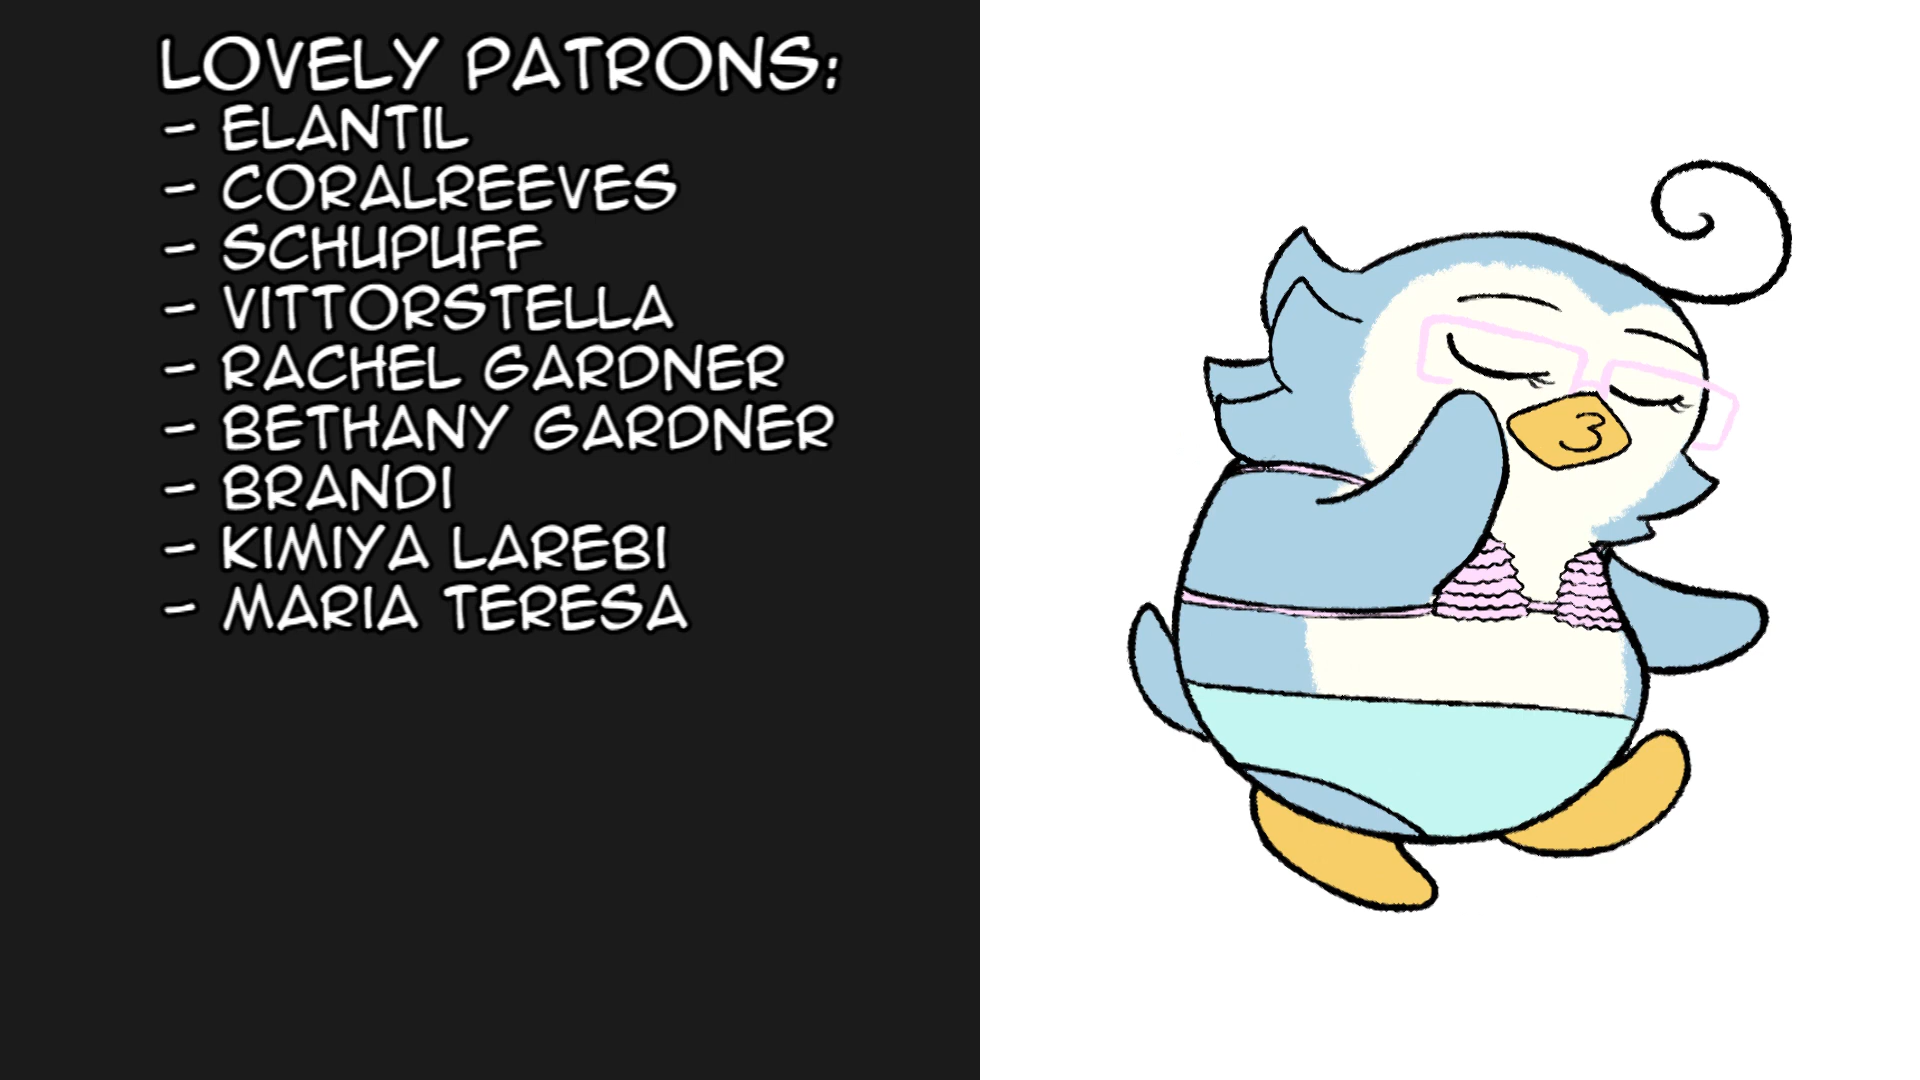 LOVELY PATRONS:
- ELANTIL
- CORALREEVES
- SCHUPUFF
- VITTORSTELLA
- RACHEL GARDNER
- BETHANY GARDNER
- BRANDI
- KIMIYA LAREBI
- MARIA TERESA